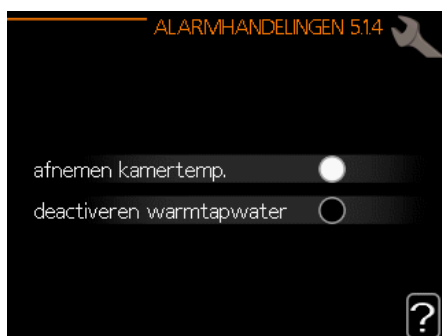 ALARMHANDELINGEN 5.1.4
afnemen kamertemp.
deactiveren warmtapwater
?